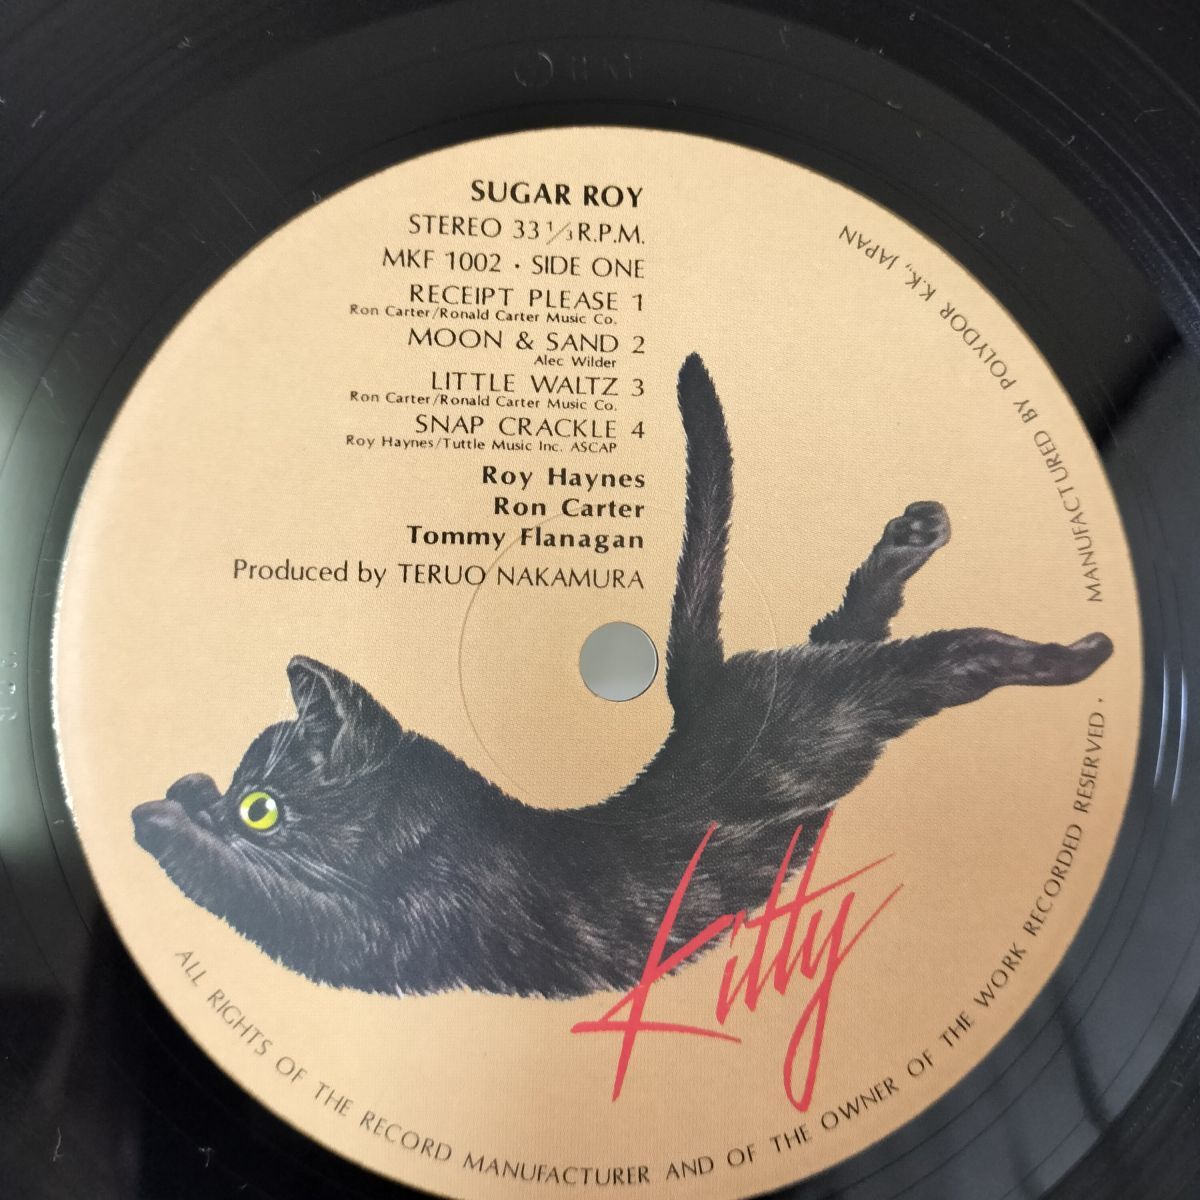 SUGAR ROY
STEREO 33 1/3 R.P.M.
MKF 1002 · SIDE ONE
RECEIPT PLEASE 1
Ron Carter/Ronald Carter Music Co.
MOON & SAND 2
Alec Wilder
LITTLE WALTZ 3
Ron Carter/Ronald Carter Music Co.
SNAP CRACKLE 4
Roy Haynes/Tuttle Music Inc. ASCAP
Roy Haynes
Ron Carter
Tommy Flanagan
Produced by TERUO NAKAMURA
Kitty
ALL RIGHTS OF THE RECORD MANUFACTURER AND OF THE OWNER OF THE WORK RECORDED RESERVED .
MANUFACTURED BY POLYDOR K.K., JAPAN